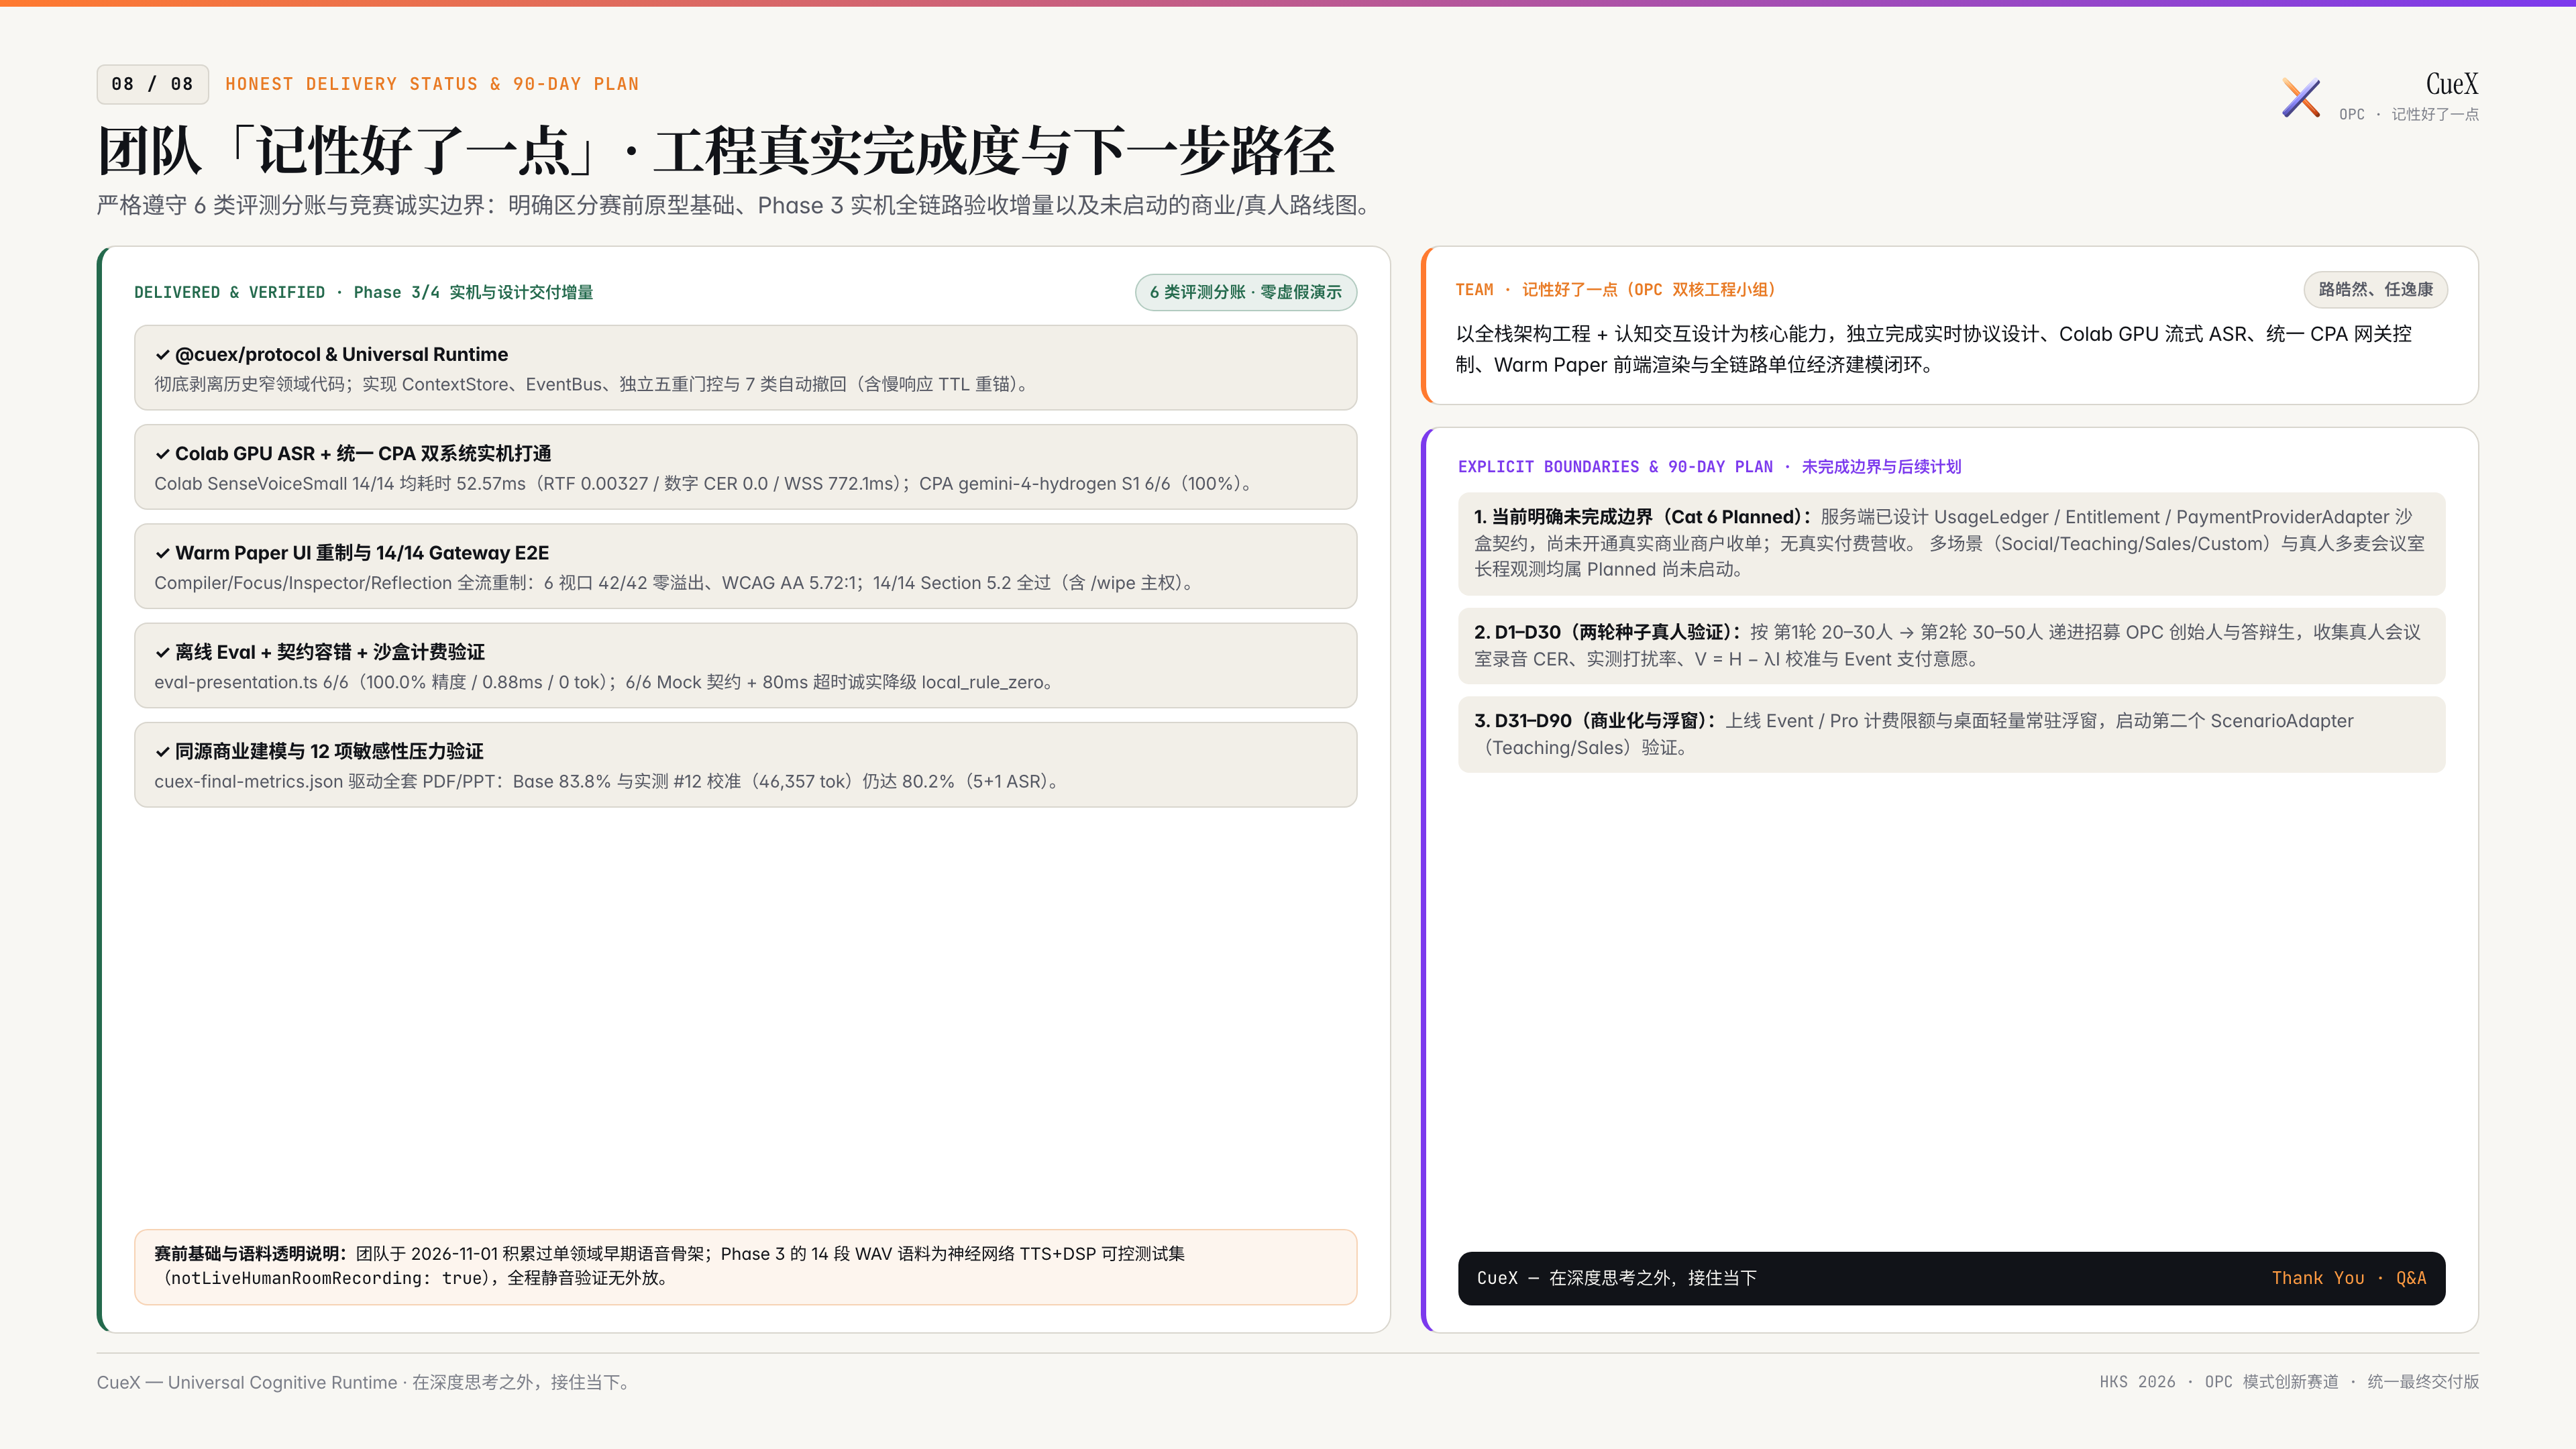 08 / 08
HONEST DELIVERY STATUS & 90-DAY PLAN
CueX
OPC · 记性好了一点
团队「记性好了一点」· 工程真实完成度与下一步路径
严格遵守 6 类评测分账与竞赛诚实边界：明确区分赛前原型基础、Phase 3 实机全链路验收增量以及未启动的商业/真人路线图。
DELIVERED & VERIFIED · Phase 3/4 实机与设计交付增量
6 类评测分账 · 零虚假演示
✓ @cuex/protocol & Universal Runtime
彻底剥离历史窄领域代码；实现 ContextStore、EventBus、独立五重门控与 7 类自动撤回（含慢响应 TTL 重锚）。
✓ Colab GPU ASR + 统一 CPA 双系统实机打通
Colab SenseVoiceSmall 14/14 均耗时 52.57ms（RTF 0.00327 / 数字 CER 0.0 / WSS 772.1ms）；CPA gemini-4-hydrogen S1 6/6（100%）。
✓ Warm Paper UI 重制与 14/14 Gateway E2E
Compiler/Focus/Inspector/Reflection 全流重制：6 视口 42/42 零溢出、WCAG AA 5.72:1；14/14 Section 5.2 全过（含 /wipe 主权）。
✓ 离线 Eval + 契约容错 + 沙盒计费验证
eval-presentation.ts 6/6（100.0% 精度 / 0.88ms / 0 tok）；6/6 Mock 契约 + 80ms 超时诚实降级 local_rule_zero。
✓ 同源商业建模与 12 项敏感性压力验证
cuex-final-metrics.json 驱动全套 PDF/PPT：Base 83.8% 与实测 #12 校准（46,357 tok）仍达 80.2%（5+1 ASR）。
赛前基础与语料透明说明：团队于 2026-11-01 积累过单领域早期语音骨架；Phase 3 的 14 段 WAV 语料为神经网络 TTS+DSP 可控测试集
（notLiveHumanRoomRecording: true），全程静音验证无外放。
TEAM · 记性好了一点（OPC 双核工程小组）
路皓然、任逸康
以全栈架构工程 + 认知交互设计为核心能力，独立完成实时协议设计、Colab GPU 流式 ASR、统一 CPA 网关控
制、Warm Paper 前端渲染与全链路单位经济建模闭环。
EXPLICIT BOUNDARIES & 90-DAY PLAN · 未完成边界与后续计划
1. 当前明确未完成边界（Cat 6 Planned）：服务端已设计 UsageLedger / Entitlement / PaymentProviderAdapter 沙
盒契约，尚未开通真实商业商户收单；无真实付费营收。 多场景（Social/Teaching/Sales/Custom）与真人多麦会议室
长程观测均属 Planned 尚未启动。
2. D1–D30（两轮种子真人验证）：按 第1轮 20–30人 → 第2轮 30–50人 递进招募 OPC 创始人与答辩生，收集真人会议
室录音 CER、实测打扰率、V = H − λI 校准与 Event 支付意愿。
3. D31–D90（商业化与浮窗）：上线 Event / Pro 计费限额与桌面轻量常驻浮窗，启动第二个 ScenarioAdapter
（Teaching/Sales）验证。
CueX — 在深度思考之外，接住当下
Thank You · Q&A
CueX — Universal Cognitive Runtime · 在深度思考之外，接住当下。
HKS 2026 · OPC 模式创新赛道 · 统一最终交付版